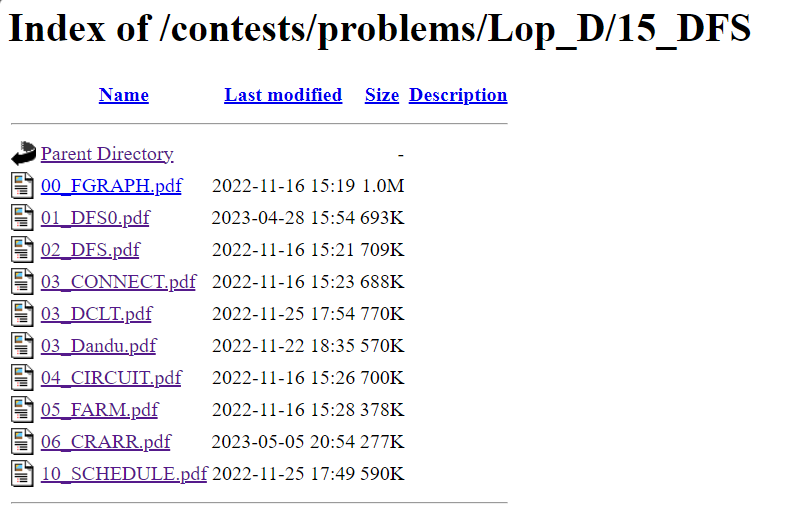 Index of /contests/problems/Lop_D/15_DFS
Name Last modified Size Description
Parent Directory -
00_FGRAPH.pdf 2022-11-16 15:19 1.0M
01_DFS0.pdf 2023-04-28 15:54 693K
02_DFS.pdf 2022-11-16 15:21 709K
03_CONNECT.pdf 2022-11-16 15:23 688K
03_DCLT.pdf 2022-11-25 17:54 770K
03_Dandu.pdf 2022-11-22 18:35 570K
04_CIRCUIT.pdf 2022-11-16 15:26 700K
05_FARM.pdf 2022-11-16 15:28 378K
06_CRARR.pdf 2023-05-05 20:54 277K
10_SCHEDULE.pdf 2022-11-25 17:49 590K